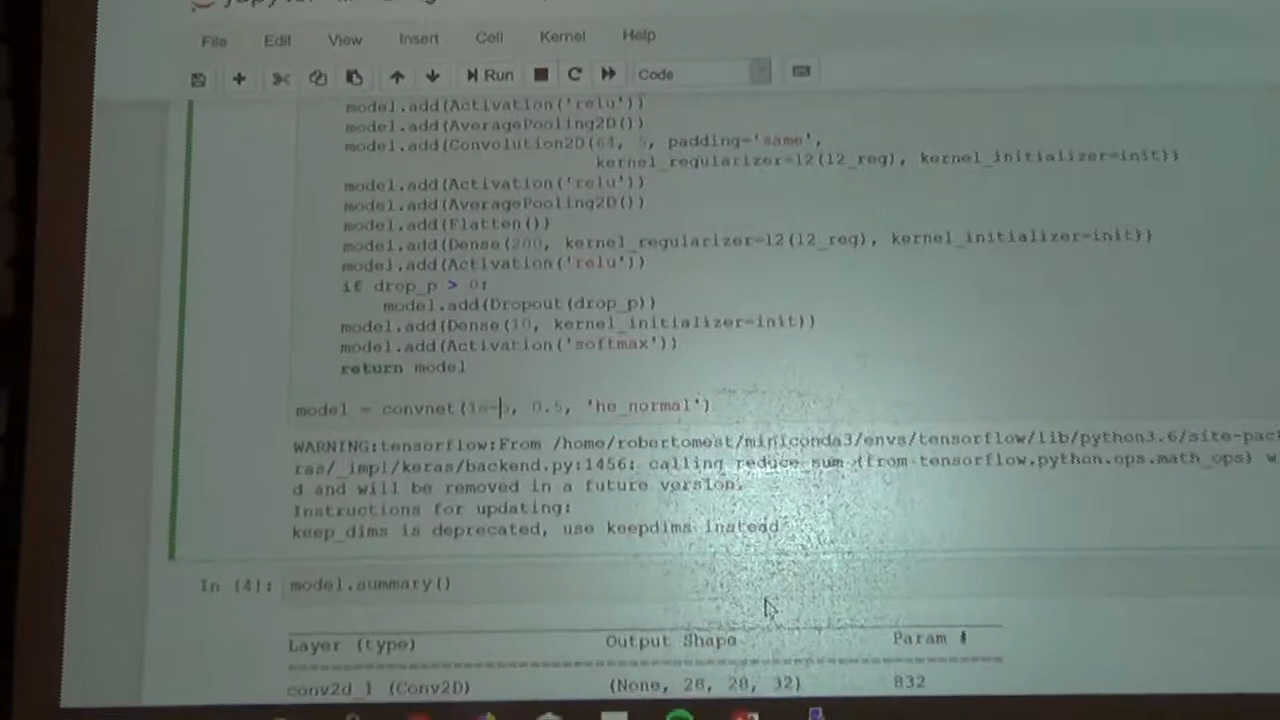 File Edit View Insert Cell Kernel Help
Run Code
model.add(Activation('relu'))
model.add(AveragePooling2D())
model.add(Convolution2D(64, 5, padding='same',
kernel_regularizer=l2(l2_reg), kernel_initializer=init))
model.add(Activation('relu'))
model.add(AveragePooling2D())
model.add(Flatten())
model.add(Dense(200, kernel_regularizer=l2(l2_reg), kernel_initializer=init))
model.add(Activation('relu'))
if drop_p > 0:
model.add(Dropout(drop_p))
model.add(Dense(10, kernel_initializer=init))
model.add(Activation('softmax'))
return model
model = convnet( , 0.5, 'he_normal')
WARNING:tensorflow:From /home/robertomest/miniconda3/envs/tensorflow/lib/python3.6/site-pac
ras/_impl/keras/backend.py:1456: calling reduce_sum (from tensorflow.python.ops.math_ops) w
d and will be removed in a future version.
Instructions for updating:
keep_dims is deprecated, use keepdims instead
In [4]: model.summary()
Layer (type) Output Shape Param #
conv2d_1 (Conv2D) (None, 28, 28, 32) 832